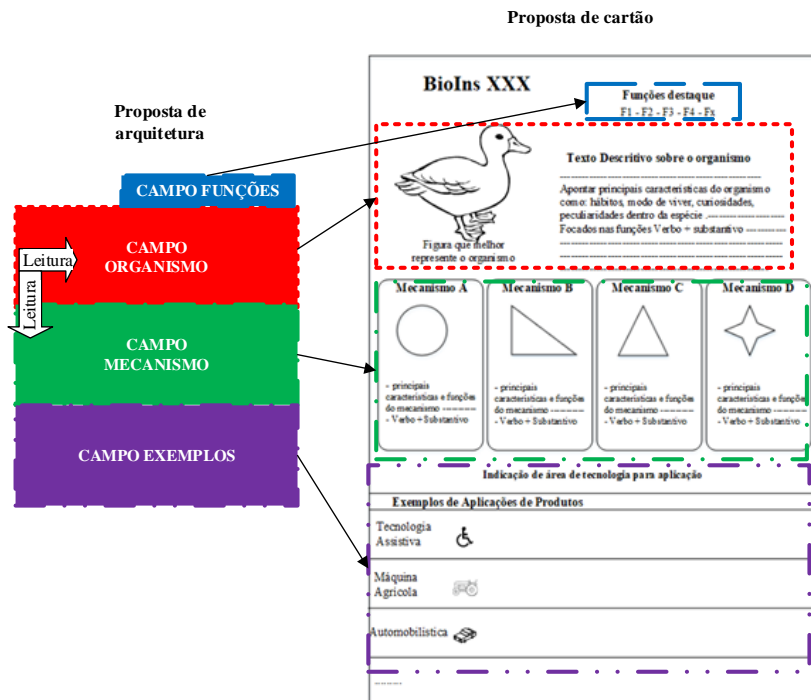 Proposta de cartão
Proposta de
arquitetura
CAMPO FUNÇÕES
CAMPO
ORGANISMO
Leitura
Leitura
CAMPO
MECANISMO
CAMPO EXEMPLOS
BioIns XXX
Funções destaque
F1 - F2 - F3 - F4 - Fx
Figura que melhor
represente o organismo
Texto Descritivo sobre o organismo
Apontar principais características do organismo
como: hábitos, modo de viver, curiosidades,
peculiaridades dentro da espécie .--------------------
Focados nas funções Verbo + substantivo -----------
Mecanismo A
- principais
características e funções
do mecanismo ----------
- Verbo + Substantivo
Mecanismo B
- principais
características e funções
do mecanismo ----------
- Verbo + Substantivo
Mecanismo C
- principais
características e funções
do mecanismo ----------
- Verbo + Substantivo
Mecanismo D
- principais
características e funções
do mecanismo ----------
- Verbo + Substantivo
Indicação de área de tecnologia para aplicação
Exemplos de Aplicações de Produtos
Tecnologia
Assistiva
Máquina
Agrícola
Automobilística